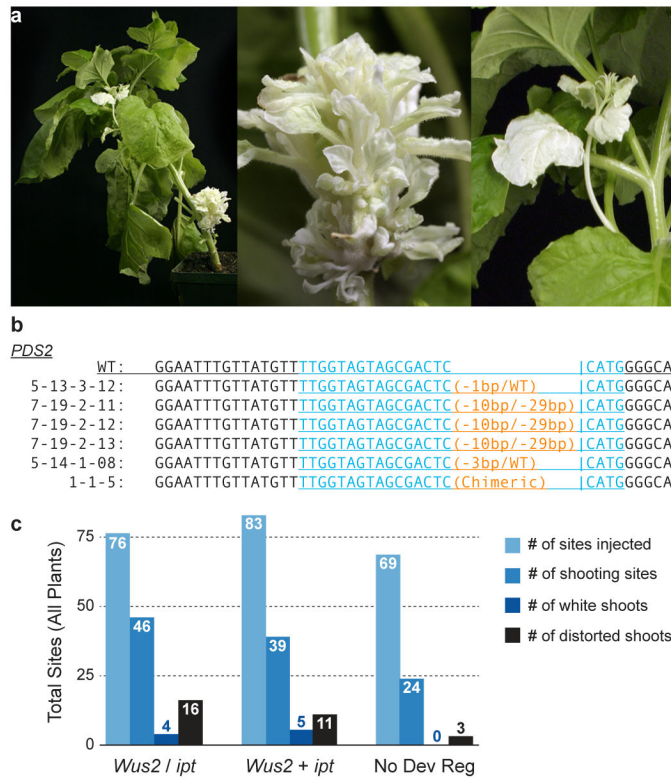 a
b
PDS2
WT: GGAATTTGTTATGTTTTGGTAGTAGCGACTC |CATGGGGCA
5-13-3-12: GGAATTTGTTATGTTTTGGTAGTAGCGACTC(-1bp/WT) |CATGGGGCA
7-19-2-11: GGAATTTGTTATGTTTTGGTAGTAGCGACTC(-10bp/-29bp)|CATGGGGCA
7-19-2-12: GGAATTTGTTATGTTTTGGTAGTAGCGACTC(-10bp/-29bp)|CATGGGGCA
7-19-2-13: GGAATTTGTTATGTTTTGGTAGTAGCGACTC(-10bp/-29bp)|CATGGGGCA
5-14-1-08: GGAATTTGTTATGTTTTGGTAGTAGCGACTC(-3bp/WT) |CATGGGGCA
1-1-5: GGAATTTGTTATGTTTTGGTAGTAGCGACTC(Chimeric) |CATGGGGCA
c
Total Sites (All Plants)
75
50
25
0
76
46
4
16
83
39
5
11
69
24
0
3
Wus2 / ipt
Wus2 + ipt
No Dev Reg
# of sites injected
# of shooting sites
# of white shoots
# of distorted shoots